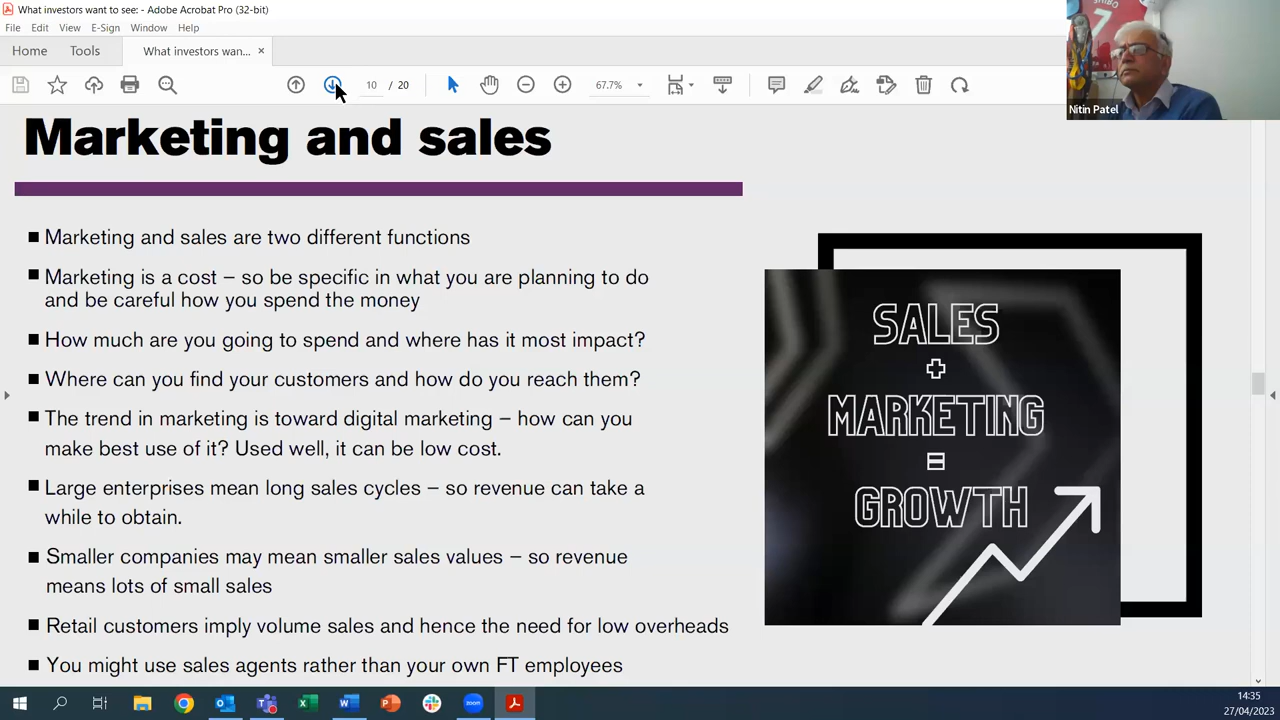 What investors want to see: - Adobe Acrobat Pro (32-bit)
File Edit View E-Sign Window Help
Home Tools What investors wan... ×
10 / 20 67.7%
Nitin Patel
7
Marketing and sales
Marketing and sales are two different functions
Marketing is a cost – so be specific in what you are planning to do
and be careful how you spend the money
How much are you going to spend and where has it most impact?
Where can you find your customers and how do you reach them?
The trend in marketing is toward digital marketing – how can you
make best use of it? Used well, it can be low cost.
Large enterprises mean long sales cycles – so revenue can take a
while to obtain.
Smaller companies may mean smaller sales values – so revenue
means lots of small sales
Retail customers imply volume sales and hence the need for low overheads
You might use sales agents rather than your own FT employees
SALES
+
MARKETING
=
GROWTH
14:35
27/04/2023